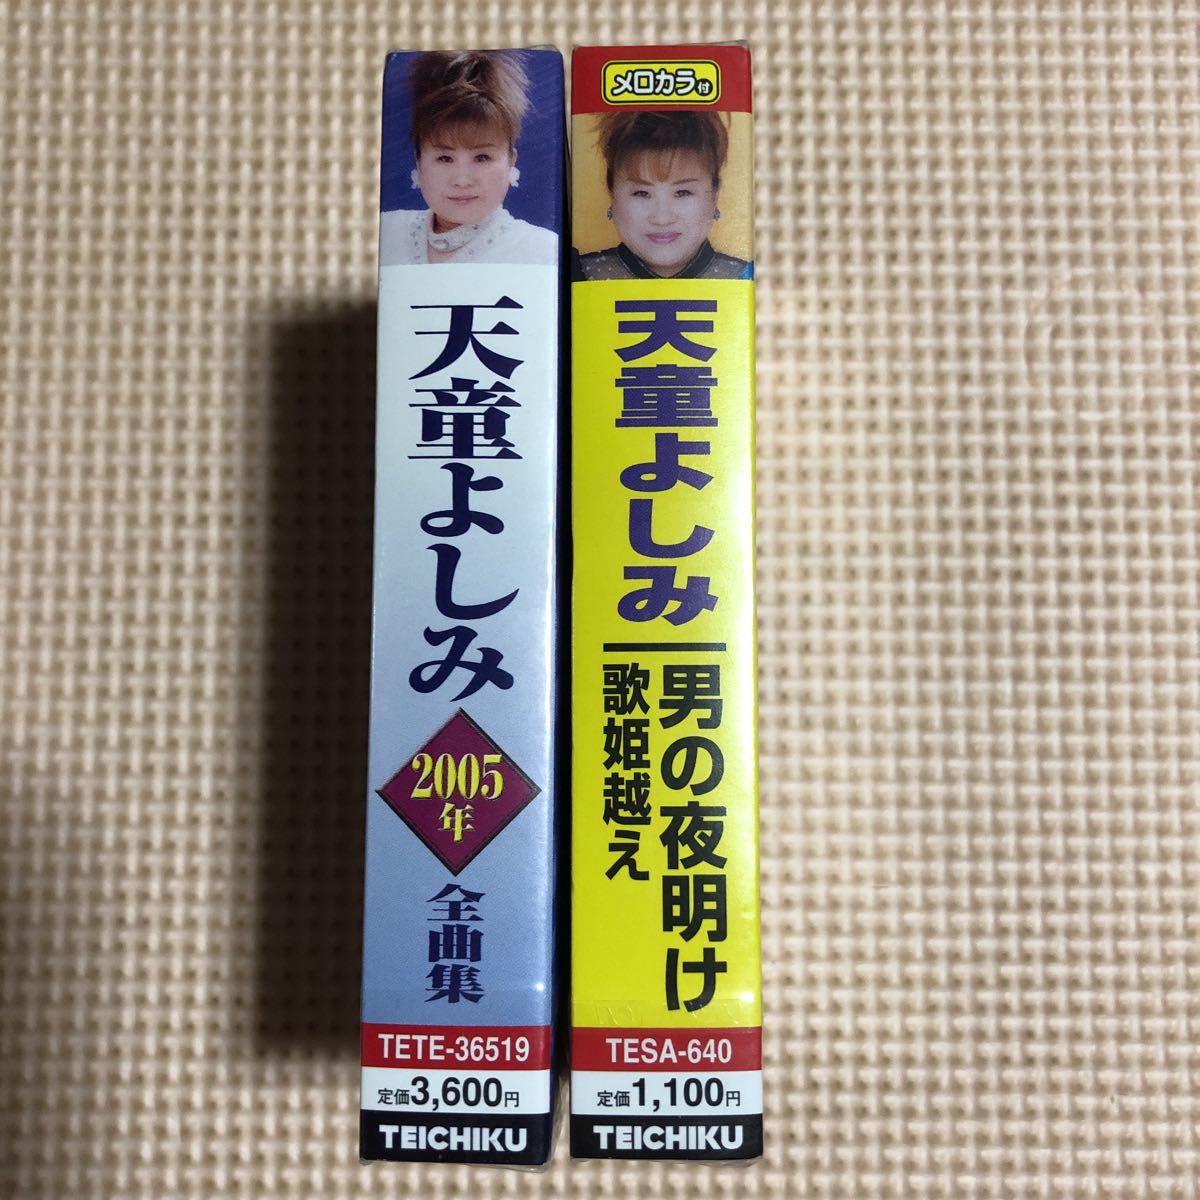 天童よしみ
2005年
全曲集
TETE-36519
定価3,600円
TEICHIKU
メロカラ付
天童よしみ
男の夜明け
歌姫越え
TESA-640
定価1,100円
TEICHIKU